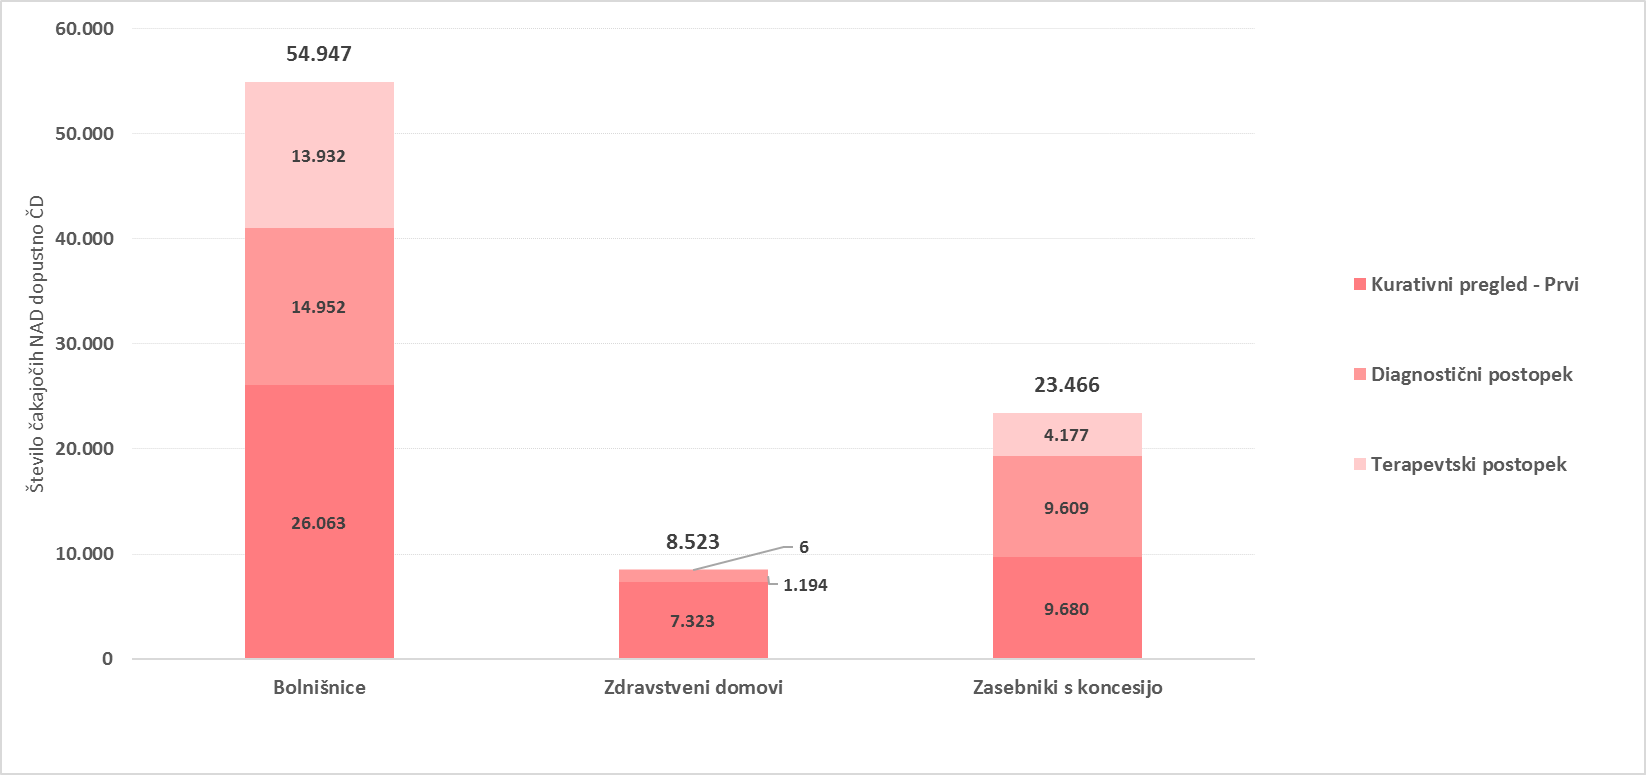 Število čakajočih NAD dopustno ČD
60.000
50.000
40.000
30.000
20.000
10.000
0
54.947
13.932
14.952
26.063
8.523
6
1.194
7.323
23.466
4.177
9.609
9.680
Bolnišnice
Zdravstveni domovi
Zasebniki s koncesijo
Kurativni pregled - Prvi
Diagnostični postopek
Terapevtski postopek